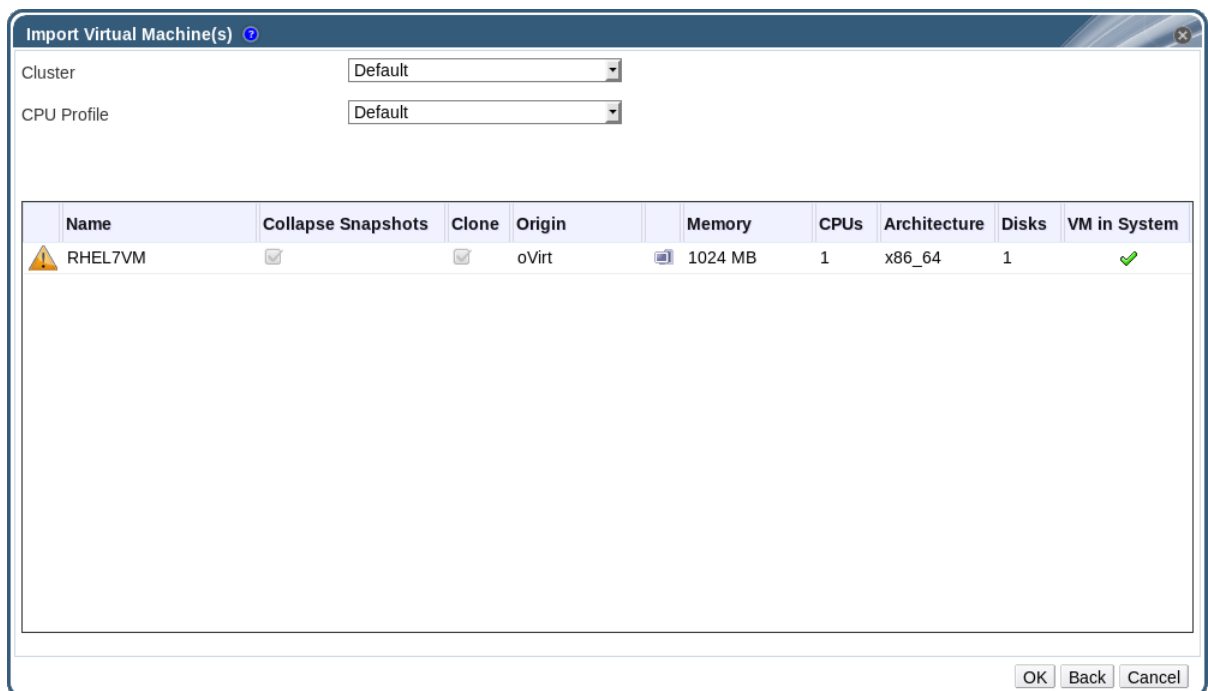 Import Virtual Machine(s) ?
Cluster Default
CPU Profile Default
Name Collapse Snapshots Clone Origin Memory CPUs Architecture Disks VM in System
RHEL7VM oVirt 1024 MB 1 x86_64 1
OK Back Cancel